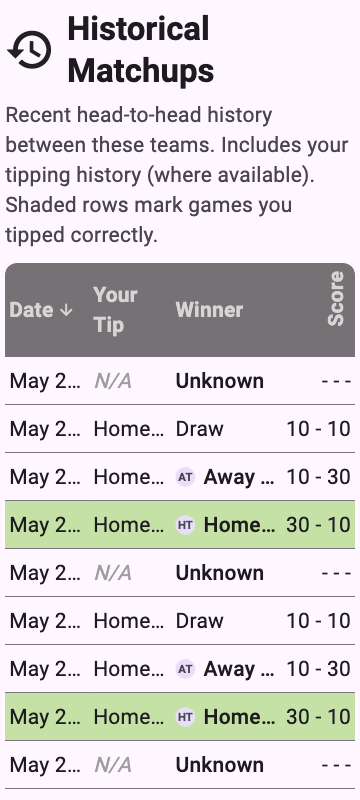 Historical
Matchups
Recent head-to-head history
between these teams. Includes your
tipping history (where available).
Shaded rows mark games you
tipped correctly.
Date ↓ Your Tip Winner Score
May 2... N/A Unknown - - -
May 2... Home... Draw 10 - 10
May 2... Home... AT Away ... 10 - 30
May 2... Home... HT Home... 30 - 10
May 2... N/A Unknown - - -
May 2... Home... Draw 10 - 10
May 2... Home... AT Away ... 10 - 30
May 2... Home... HT Home... 30 - 10
May 2... N/A Unknown - - -